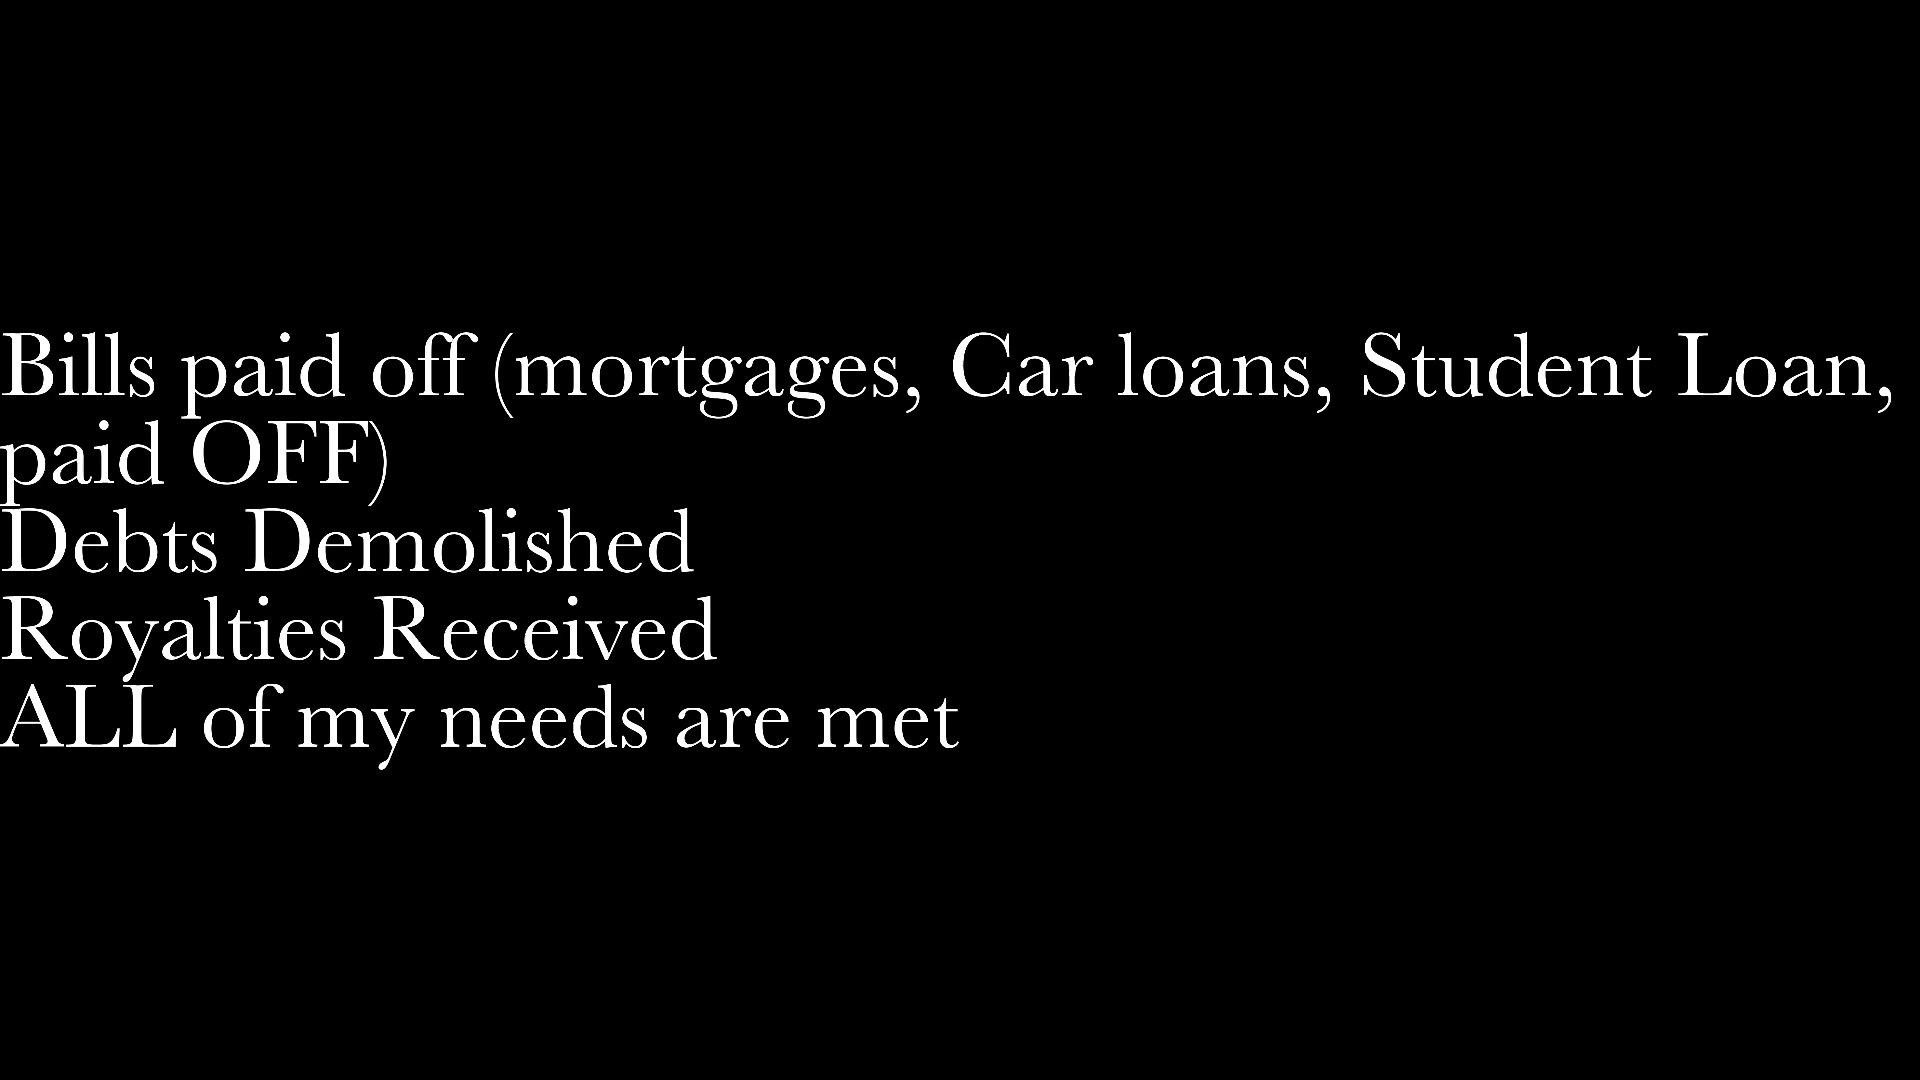 Bills paid off (mortgages, Car loans, Student Loan,
paid OFF)
Debts Demolished
Royalties Received
ALL of my needs are met